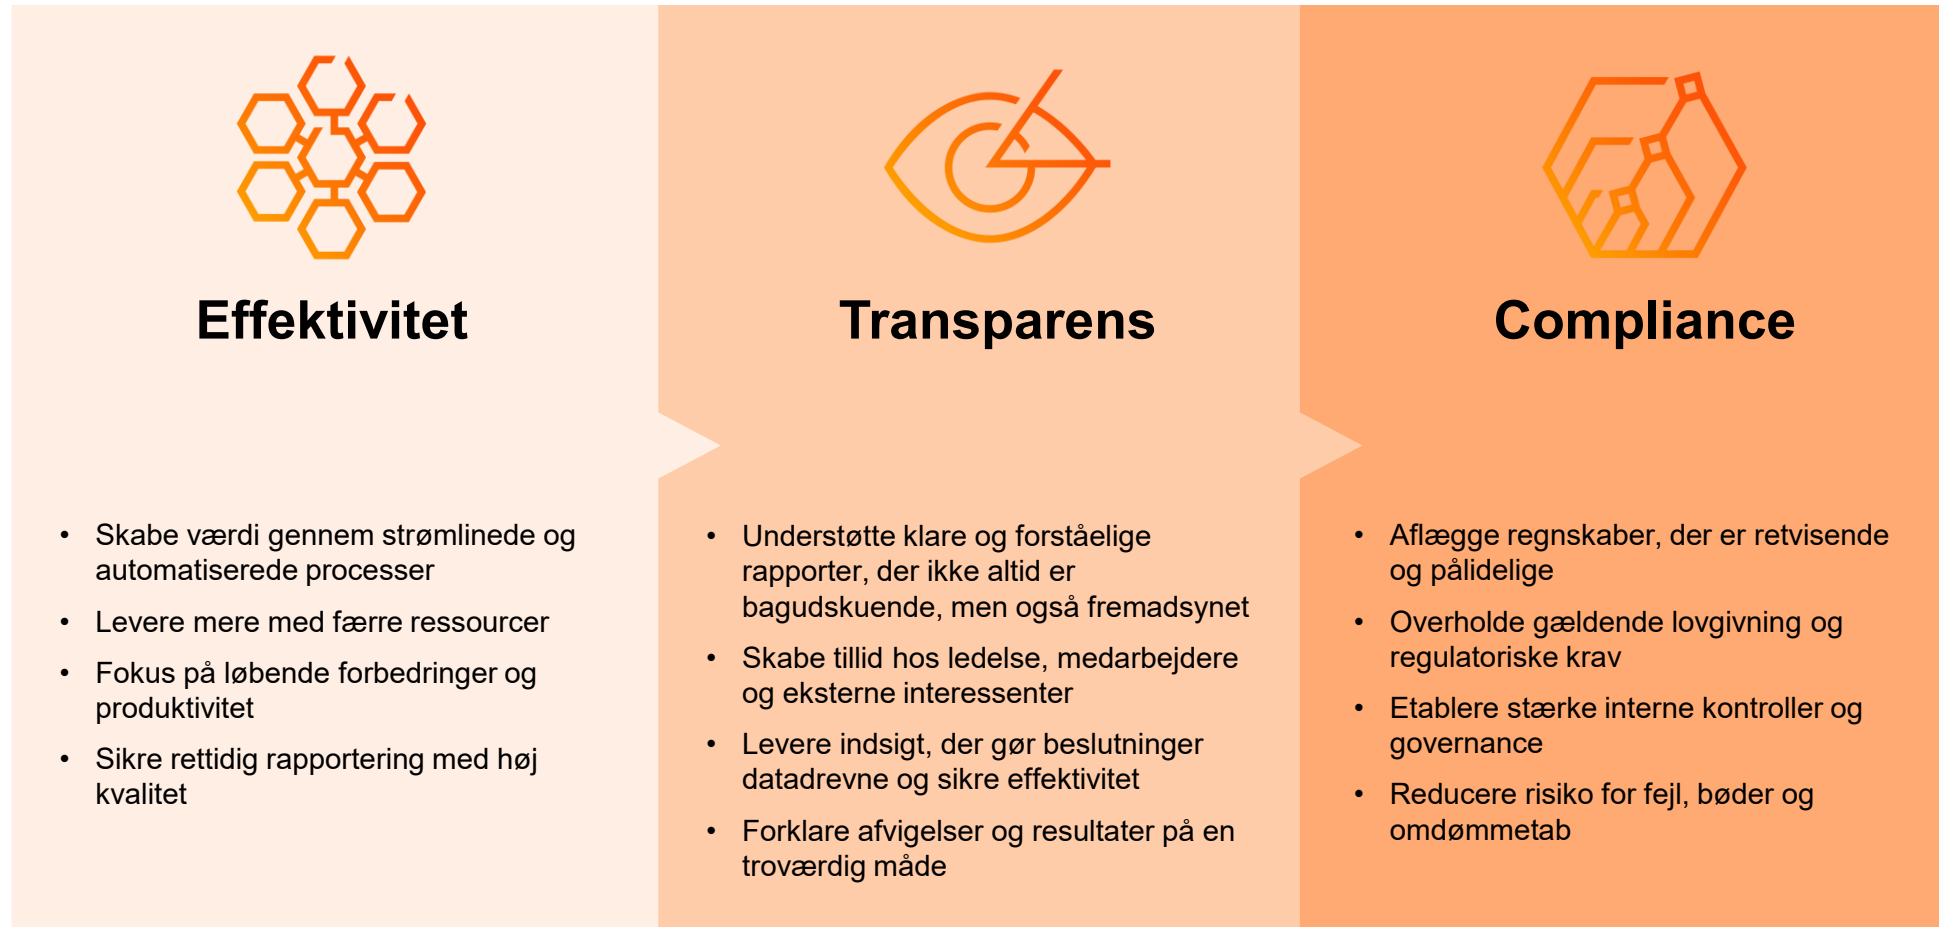 Effektivitet
• Skabe værdi gennem strømlinede og
automatiserede processer
• Levere mere med færre ressourcer
• Fokus på løbende forbedringer og
produktivitet
• Sikre rettidig rapportering med høj
kvalitet
Transparens
• Understøtte klare og forståelige
rapporter, der ikke altid er
bagudskuende, men også fremadsynet
• Skabe tillid hos ledelse, medarbejdere
og eksterne interessenter
• Levere indsigt, der gør beslutninger
datadrevne og sikre effektivitet
• Forklare afvigelser og resultater på en
troværdig måde
Compliance
• Aflægge regnskaber, der er retvisende
og pålidelige
• Overholde gældende lovgivning og
regulatoriske krav
• Etablere stærke interne kontroller og
governance
• Reducere risiko for fejl, bøder og
omdømmetab